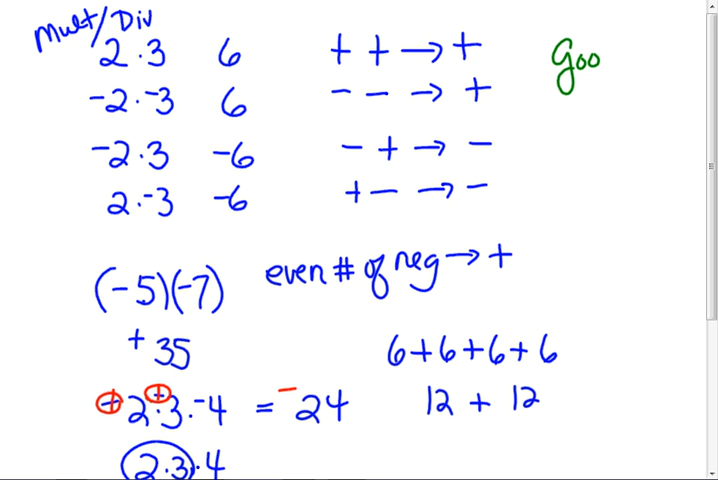 Mult/Div
2·3 6 + + → +
Goo
-2·-3 6 - - → +
-2·3 -6 - + → -
2·-3 -6 + - → -
(-5)(-7) even # of neg → +
+35
6+6+6+6
-2·-3·-4 = -24
12 + 12
2·3·4